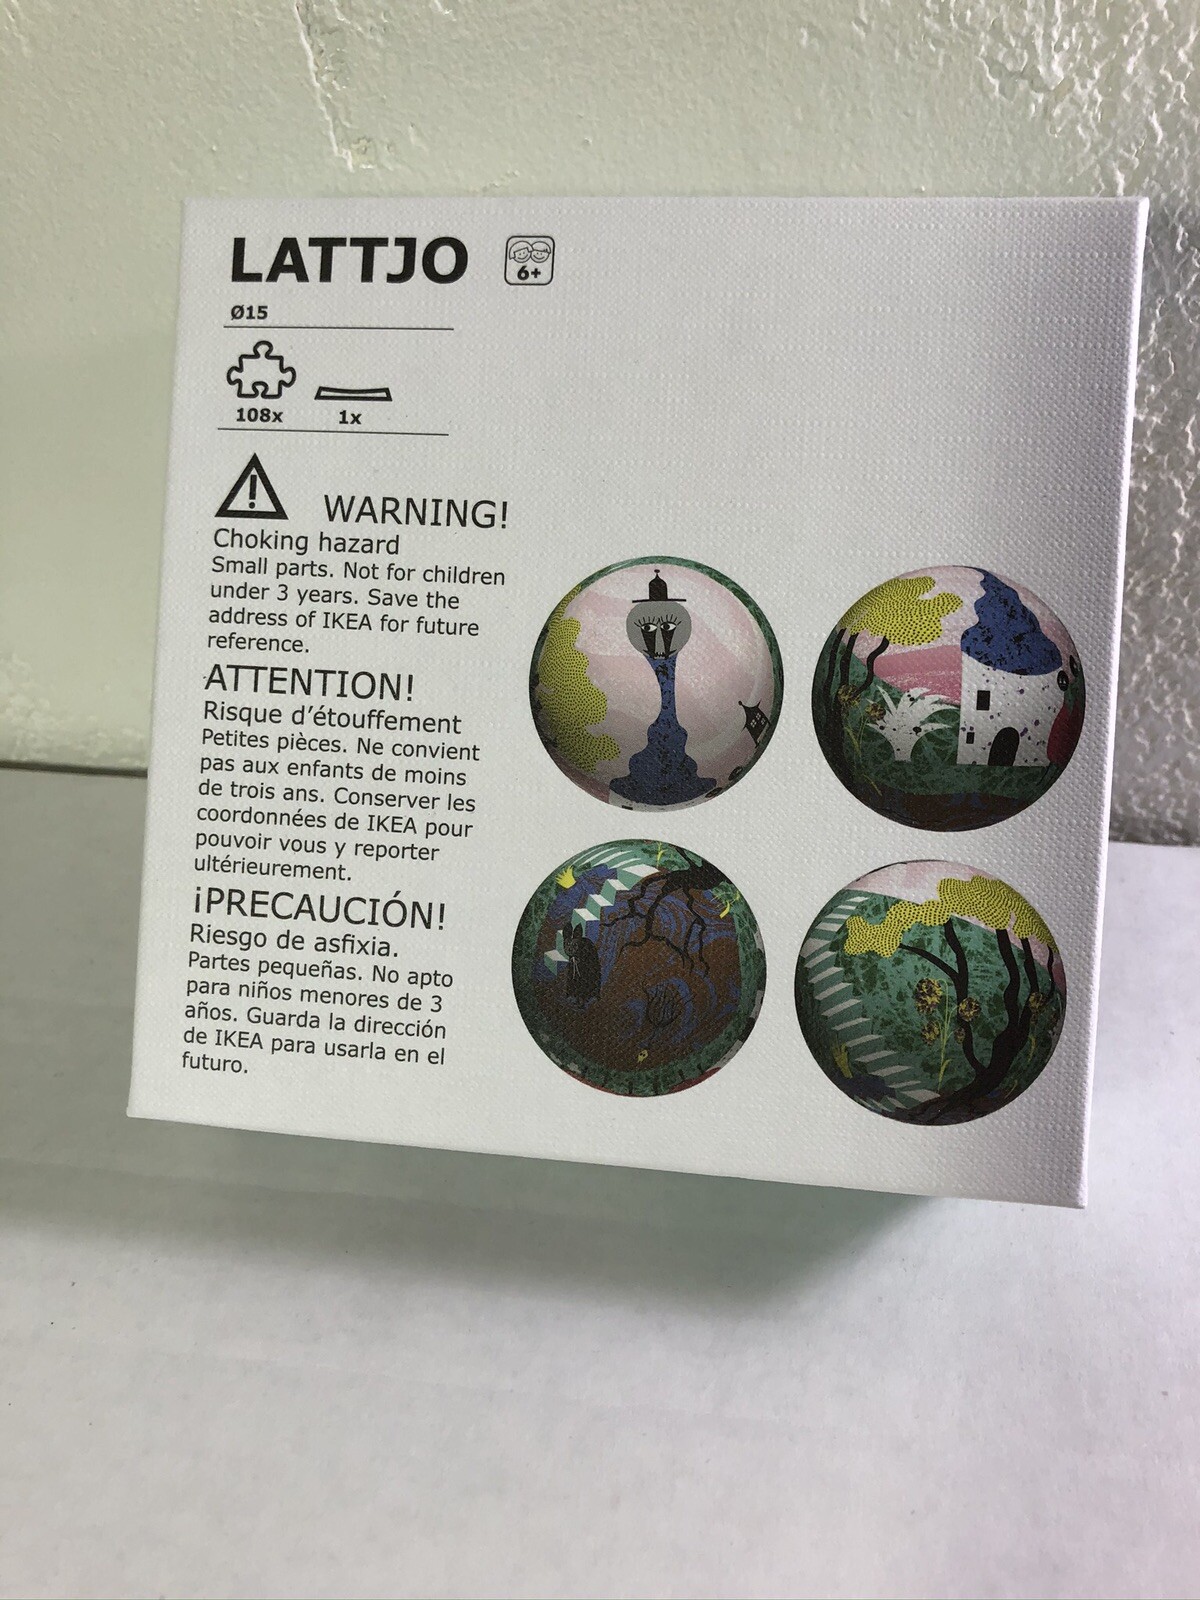 LATTJO
6+
Ø15
108x 1x
WARNING!
Choking hazard
Small parts. Not for children
under 3 years. Save the
address of IKEA for future
reference.
ATTENTION!
Risque d'étouffement
Petites pièces. Ne convient
pas aux enfants de moins
de trois ans. Conserver les
coordonnées de IKEA pour
pouvoir vous y reporter
ultérieurement.
¡PRECAUCIÓN!
Riesgo de asfixia.
Partes pequeñas. No apto
para niños menores de 3
años. Guarda la dirección
de IKEA para usarla en el
futuro.